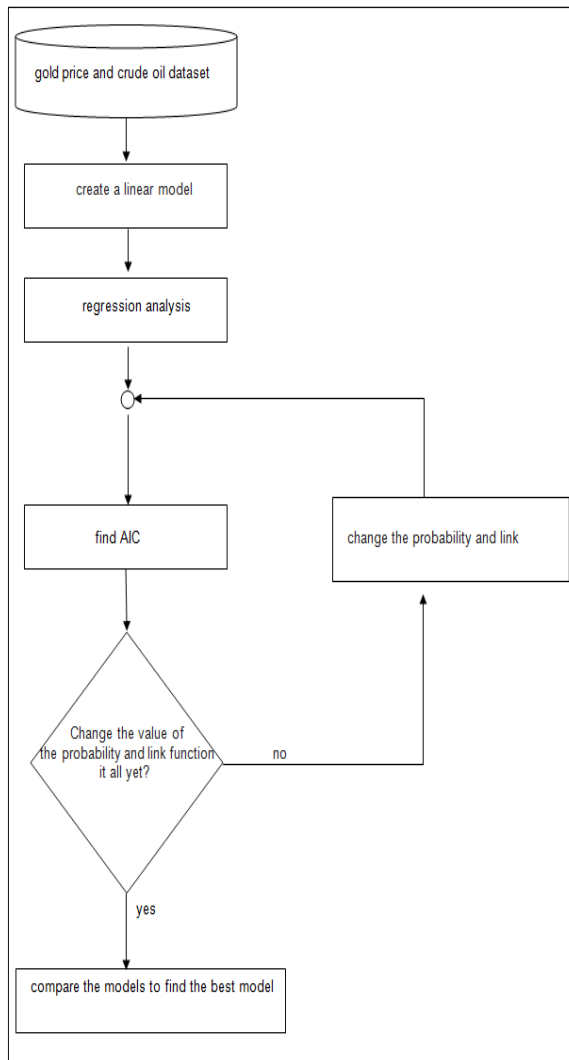 gold price and crude oil dataset
create a linear model
regression analysis
find AIC
change the probability and link
Change the value of
the probability and link function
it all yet?
no
yes
compare the models to find the best model